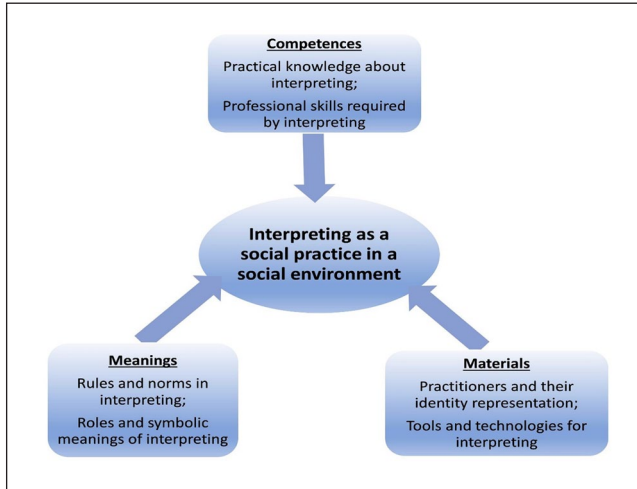 Competences
Practical knowledge about
interpreting;
Professional skills required
by interpreting
Interpreting as a
social practice in a
social environment
Meanings
Rules and norms in
interpreting;
Roles and symbolic
meanings of interpreting
Materials
Practitioners and their
identity representation;
Tools and technologies for
interpreting